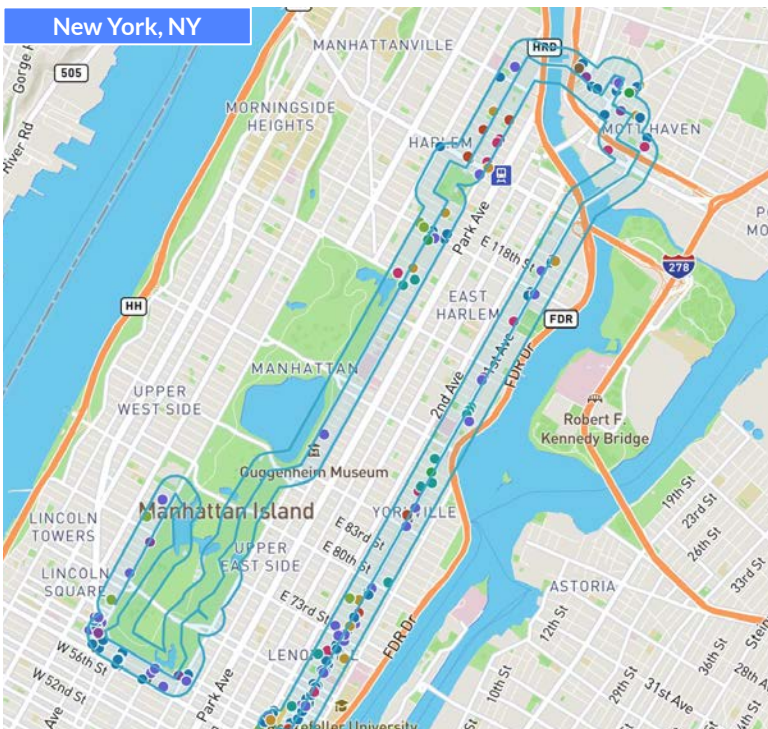 New York, NY
MANHATTANVILLE
HRD
505
Gorge R
River Rd
MORNINGSIDE
HEIGHTS
HARLEM
MOTT HAVEN
Park Ave
E 118th St
278
HH
EAST
HARLEM
FDR
FDR Dr
1st Ave
2nd Ave
MANHATTAN
UPPER
WEST SIDE
Robert F.
Kennedy Bridge
Guggenheim Museum
Manhattan Island
LINCOLN
TOWERS
UPPER
EAST SIDE
E 83rd St
YORKVILLE
E 80th St
19th St
23rd St
26th St
33rd St
LINCOLN
SQUARE
E 73rd St
ASTORIA
12th St
W 56th St
W 52nd St
Park Ave
FDR Dr
10th St
29th St
31st Ave
36th St
28th A
Stein
4th St
Ave
University